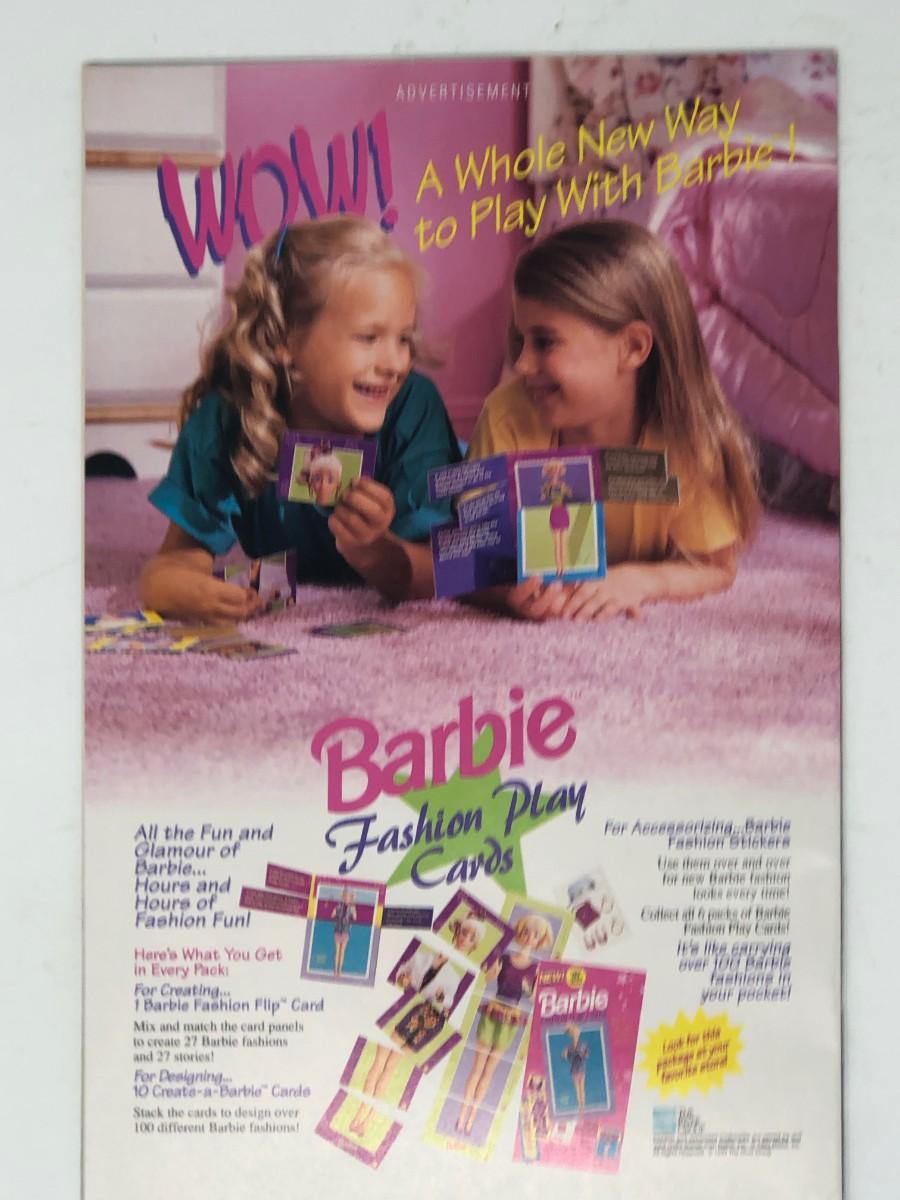 ADVERTISEMENT
WOW!
A Whole New Way
to Play With Barbie™!
Barbie™
Fashion Play
Cards
All the Fun and
Glamour of
Barbie...
Hours and
Hours of
Fashion Fun!
Here's What You Get
in Every Pack:
For Creating...
1 Barbie Fashion Flip™ Card
Mix and match the card panels
to create 27 Barbie fashions
and 27 stories!
For Designing...
10 Create-a-Barbie™ Cards
Stack the cards to design over
100 different Barbie fashions!
For Accessorizing...Barbie
Fashion Stickers
Use them over and over
for new Barbie fashion
looks every time!
Collect all 6 packs of Barbie
Fashion Play Cards!
It's like carrying
over 100 Barbie
fashions in
your pocket!
NEW!
Barbie
Look for this
package at your
favorite store!